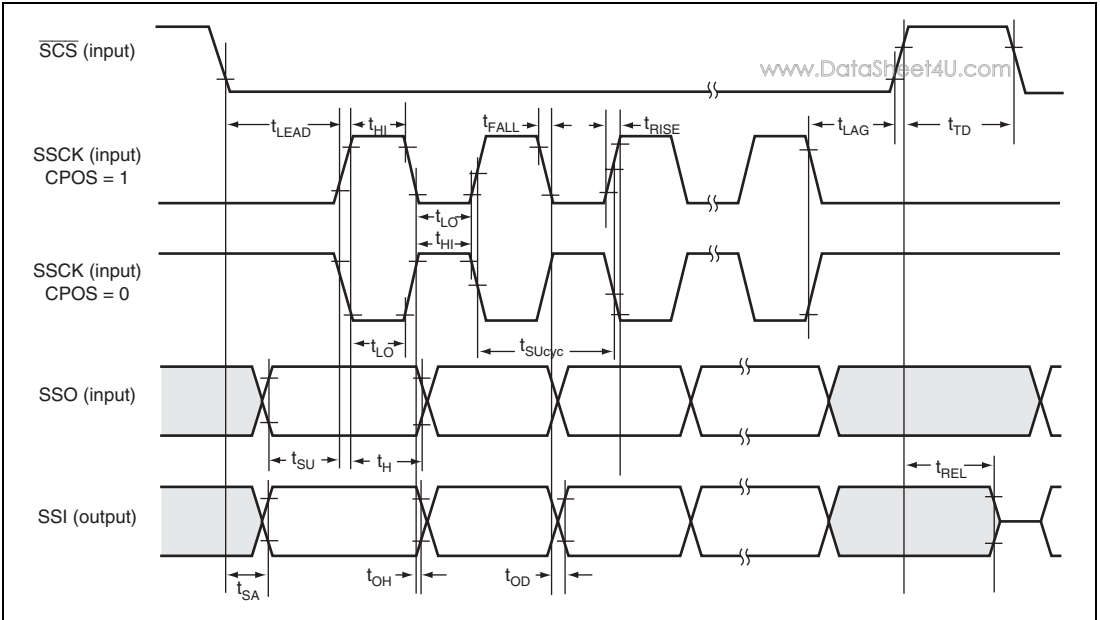 SCS (input)
www.DataSheet4U.com
tLEAD
tHI
tFALL
tRISE
tLAG
tTD
SSCK (input)
CPOS = 1
tLO
tHI
SSCK (input)
CPOS = 0
tLO
tSUcyc
SSO (input)
tSU
tH
tREL
SSI (output)
tSA
tOH
tOD